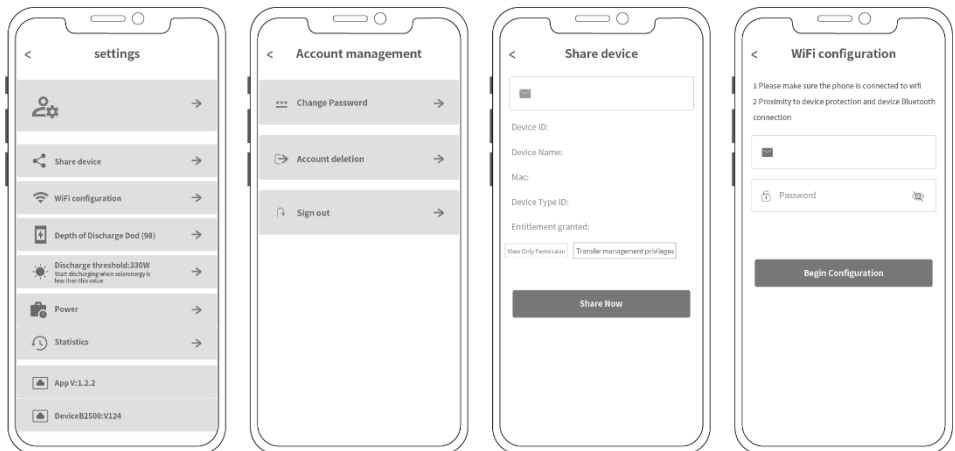 <
settings
Share device
WiFi configuration
Depth of Discharge Dod (98)
Discharge threshold:330W
Start discharging when solarenergy is
less than this value
Power
Statistics
App V:1.2.2
DeviceB2500:V124
<
Account management
Change Password
Account deletion
Sign out
<
Share device
Device ID:
Device Name:
Mac:
Device Type ID:
Entitlement granted:
View Only Permission
Transfer management privileges
Share Now
<
WiFi configuration
1 Please make sure the phone is connected to wifi
2 Proximity to device protection and device Bluetooth
connection
Password
Begin Configuration